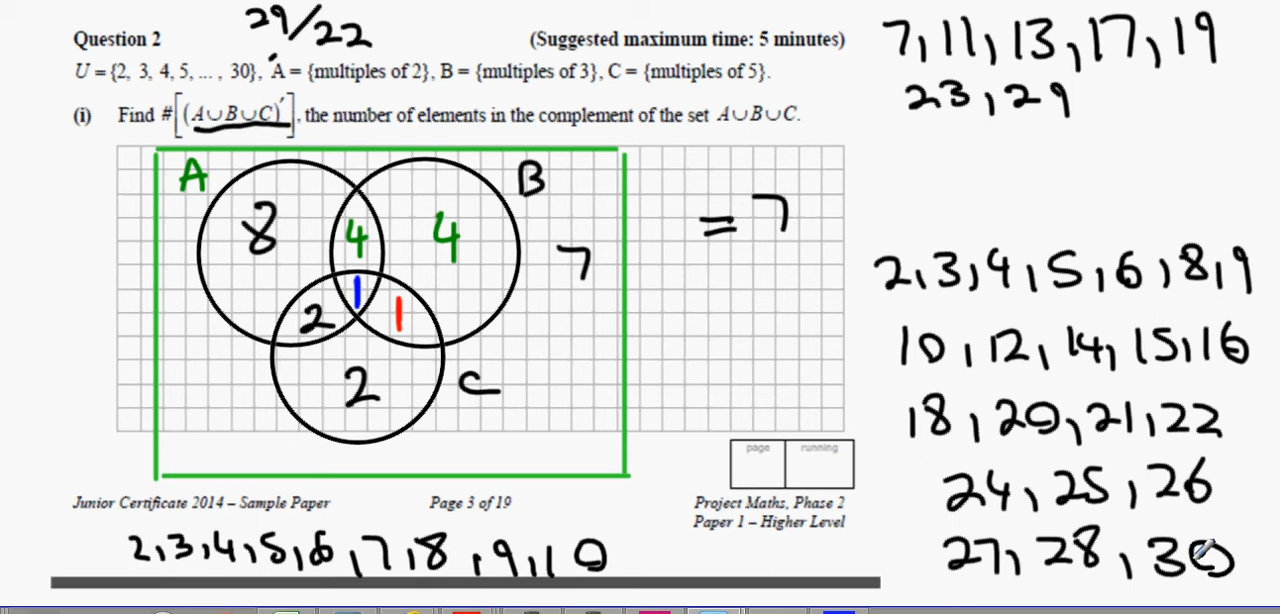 29/22
Question 2 (Suggested maximum time: 5 minutes)
U = {2, 3, 4, 5, ... , 30}, A = {multiples of 2}, B = {multiples of 3}, C = {multiples of 5}.
(i) Find #[(A∪B∪C)′], the number of elements in the complement of the set A∪B∪C.
A B
8 4 4
7
1
2 1
2 C
= 7
page running
Junior Certificate 2014 – Sample Paper Page 3 of 19 Project Maths, Phase 2
Paper 1 – Higher Level
2,3,4,5,6,7,8,9,10
7,11,13,17,19
23,29
2,3,4,5,6,8,9
10,12,14,15,16
18,20,21,22
24,25,26
27,28,30